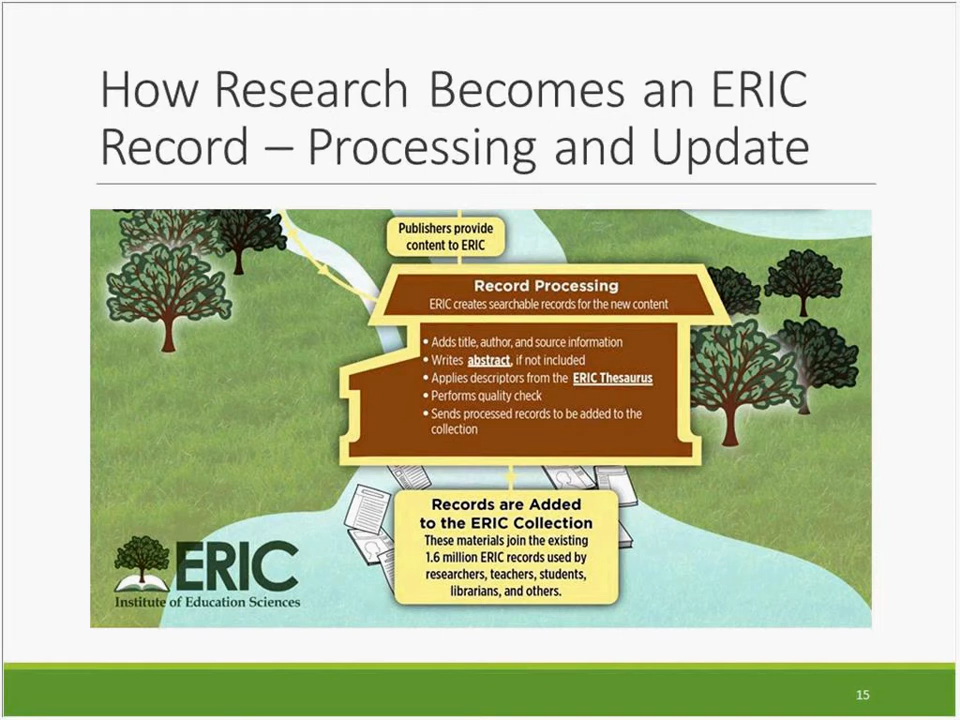 How Research Becomes an ERIC
Record – Processing and Update
Publishers provide
content to ERIC
Record Processing
ERIC creates searchable records for the new content
• Adds title, author, and source information
• Writes abstract, if not included
• Applies descriptors from the ERIC Thesaurus
• Performs quality check
• Sends processed records to be added to the
collection
Records are Added
to the ERIC Collection
These materials join the existing
1.6 million ERIC records used by
researchers, teachers, students,
librarians, and others.
ERIC
Institute of Education Sciences
15